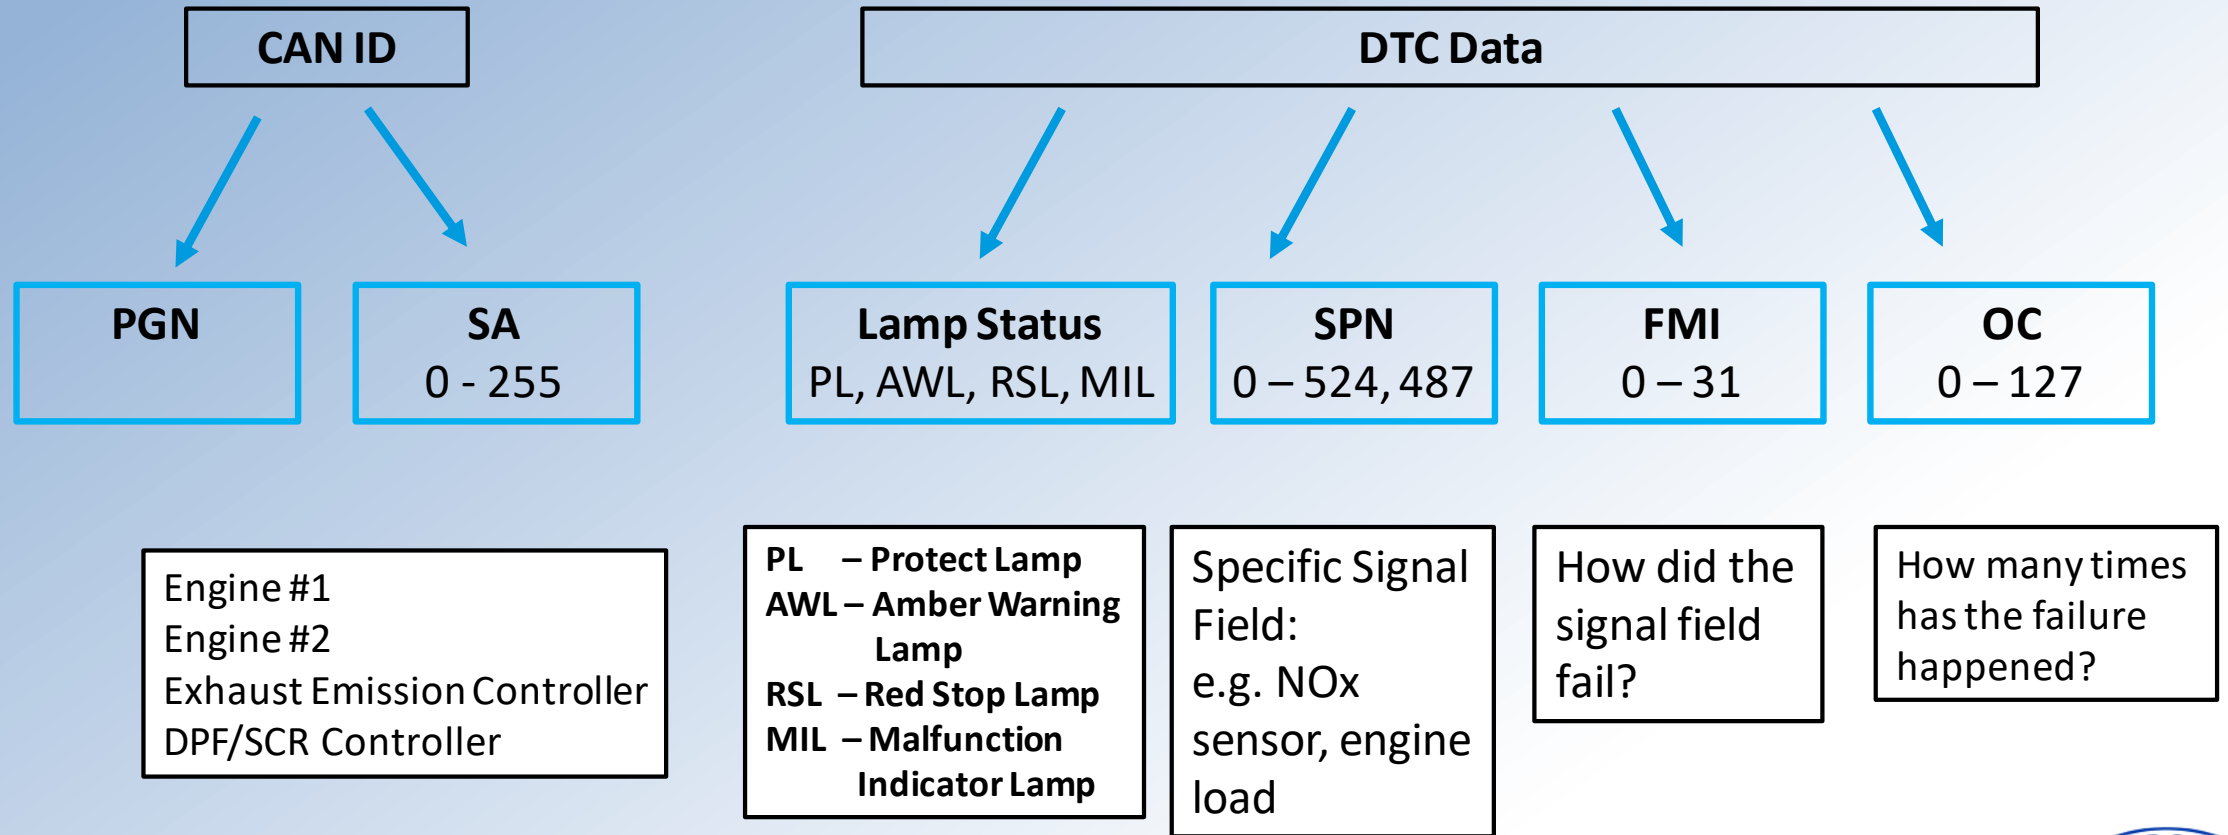 CAN ID
DTC Data
PGN
SA
0 - 255
Lamp Status
PL, AWL, RSL, MIL
SPN
0 – 524, 487
FMI
0 – 31
OC
0 – 127
Engine #1
Engine #2
Exhaust Emission Controller
DPF/SCR Controller
PL – Protect Lamp
AWL – Amber Warning
Lamp
RSL – Red Stop Lamp
MIL – Malfunction
Indicator Lamp
Specific Signal
Field:
e.g. NOx
sensor, engine
load
How did the
signal field
fail?
How many times
has the failure
happened?